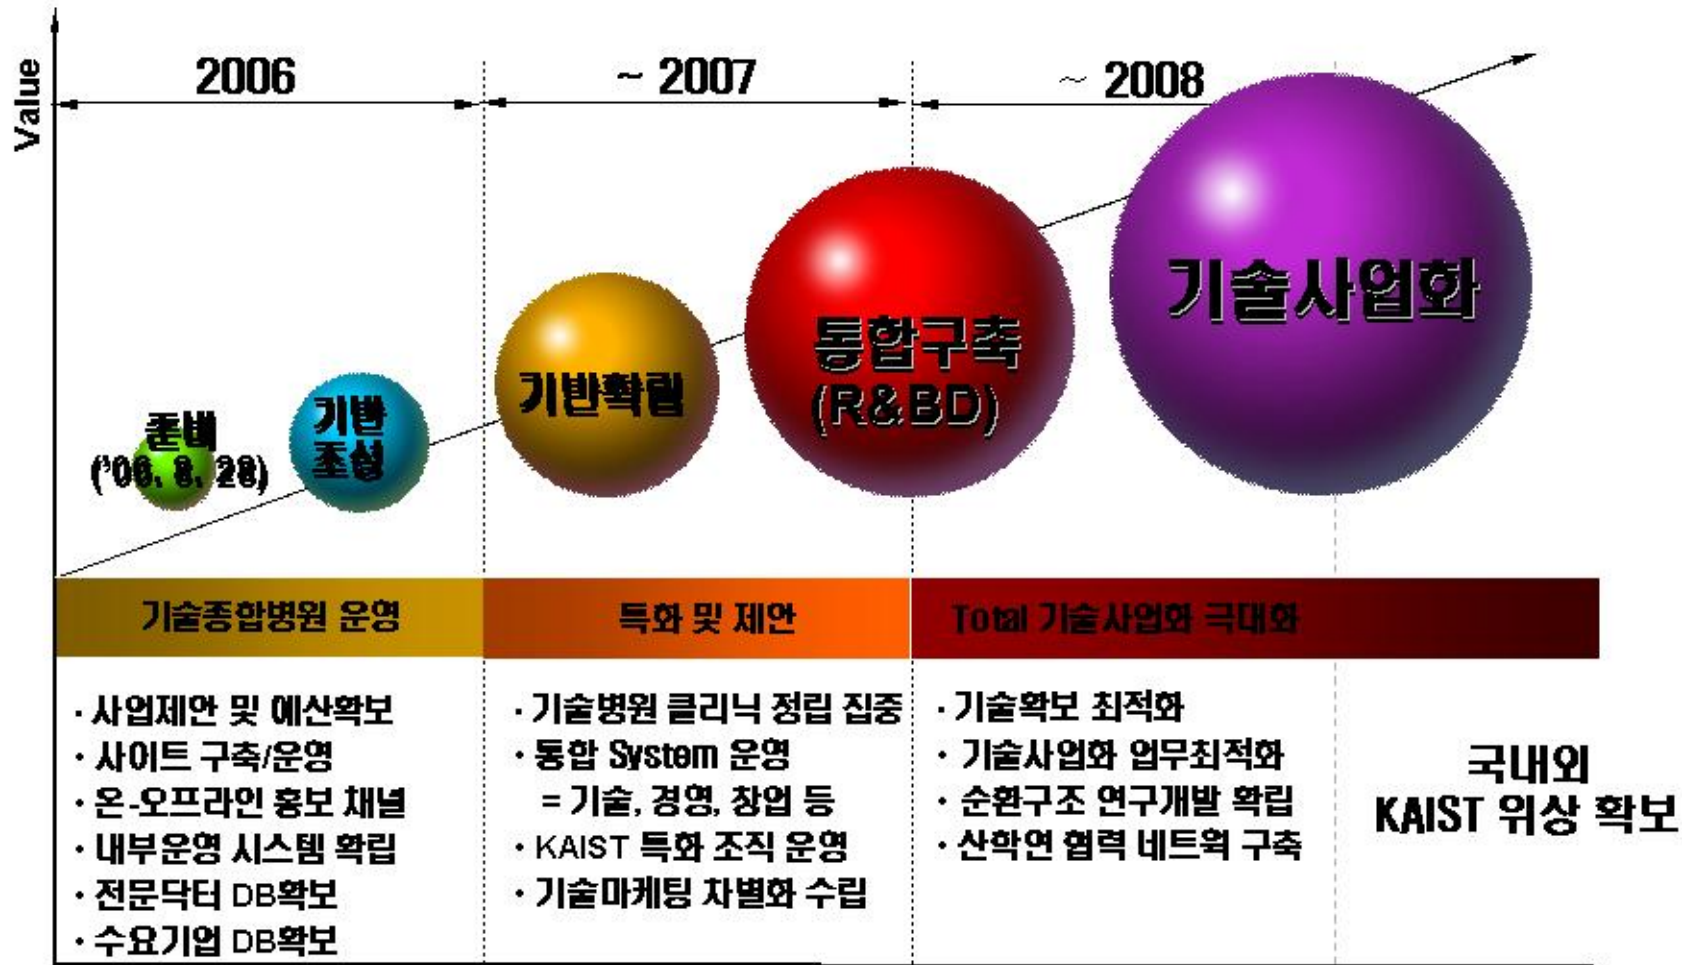 Value
2006
~ 2007
~ 2008
준비
('06. 8. 28)
기반
조성
기반확립
통합구축
(R&BD)
기술사업화
기술종합병원 운영
특화 및 제안
Total 기술사업화 극대화
· 사업제안 및 예산확보
· 사이트 구축/운영
· 온-오프라인 홍보 채널
· 내부운영 시스템 확립
· 전문닥터 DB확보
· 수요기업 DB확보
· 기술병원 클리닉 정립 집중
· 통합 System 운영
= 기술, 경영, 창업 등
· KAIST 특화 조직 운영
· 기술마케팅 차별화 수립
· 기술확보 최적화
· 기술사업화 업무최적화
· 순환구조 연구개발 확립
· 산학연 협력 네트웍 구축
국내외
KAIST 위상 확보